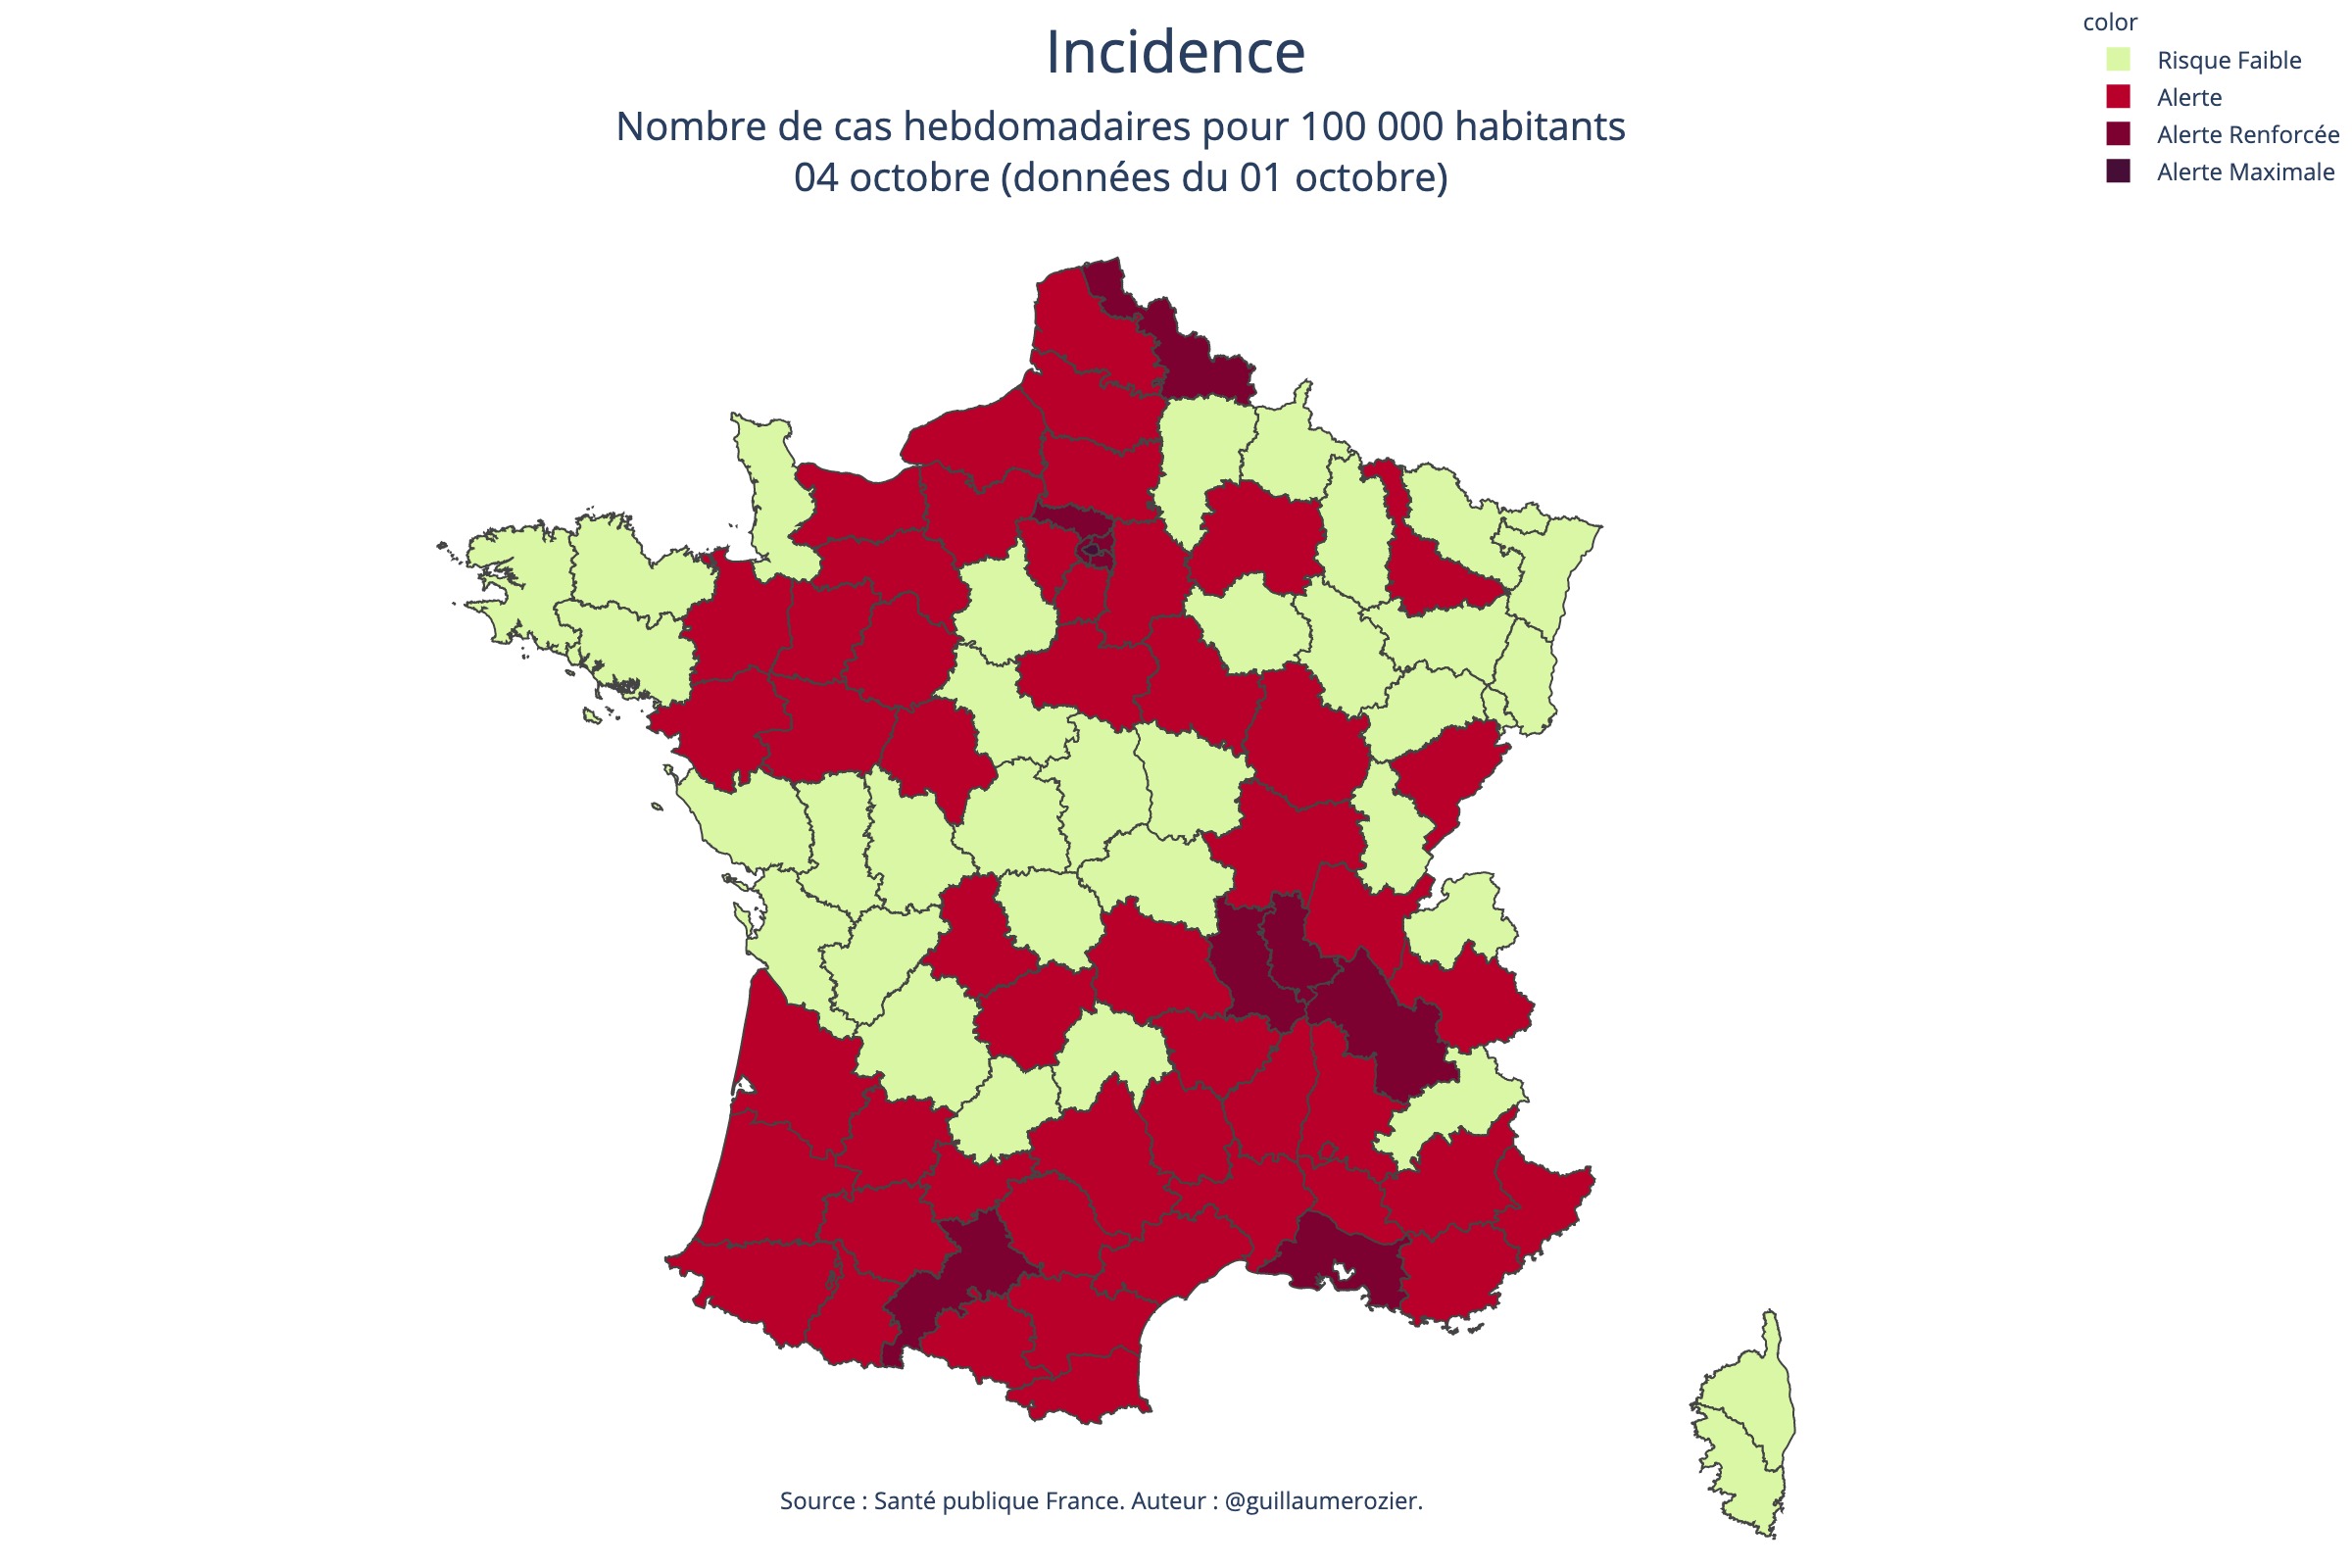 Incidence
Nombre de cas hebdomadaires pour 100 000 habitants
04 octobre (données du 01 octobre)
color
Risque Faible
Alerte
Alerte Renforcée
Alerte Maximale
Source : Santé publique France. Auteur : @guillaumerozier.